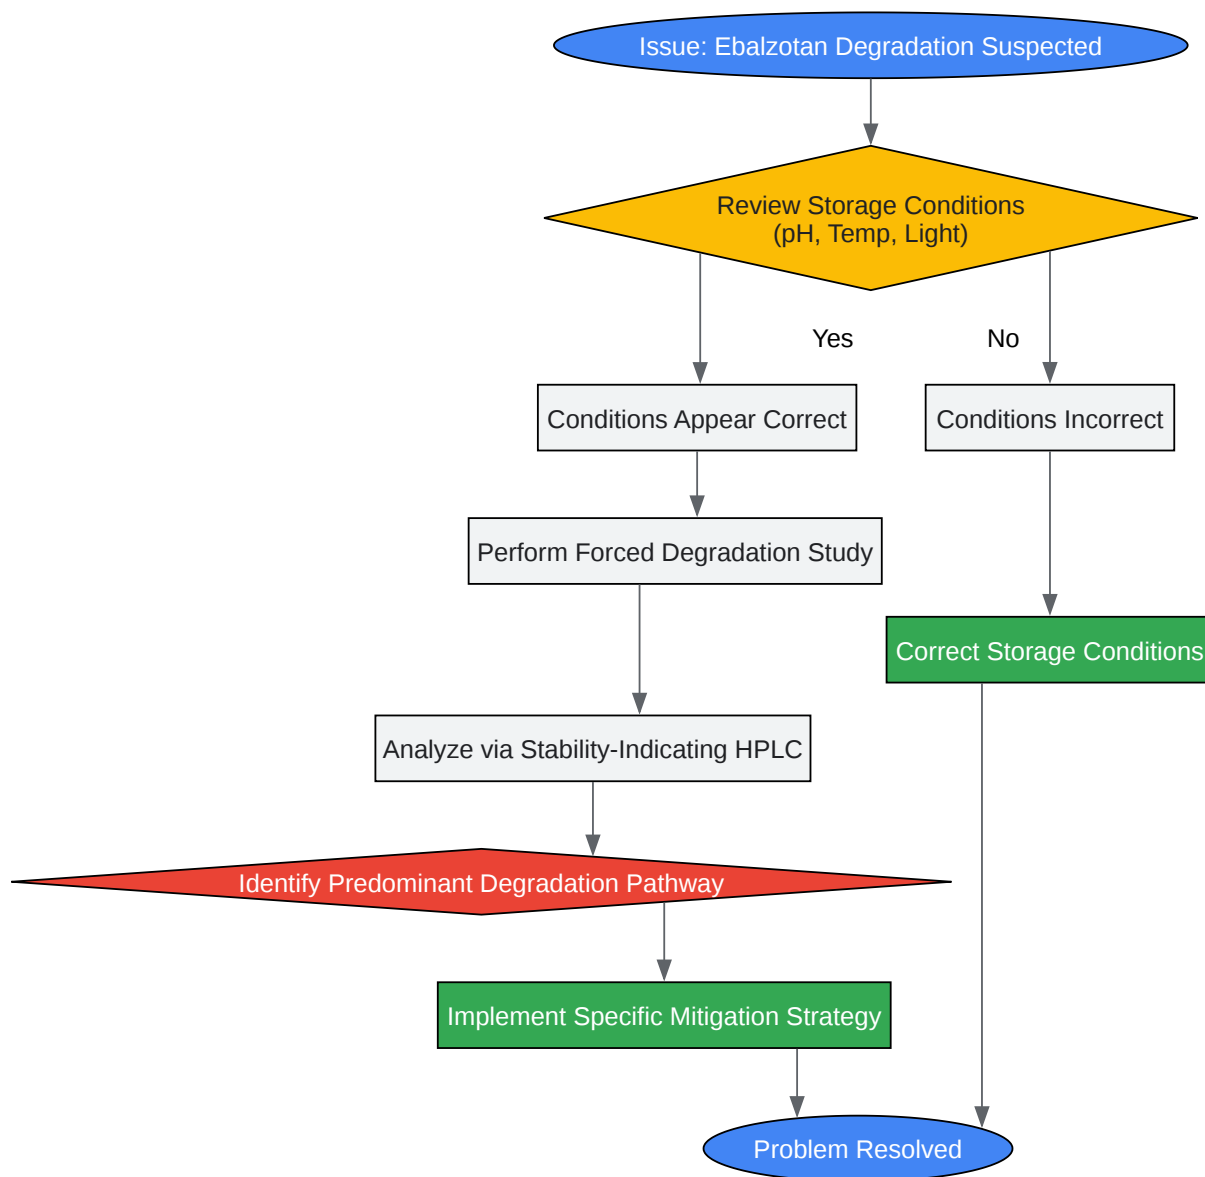 Issue: Ebalzotan Degradation Suspected
Review Storage Conditions
(pH, Temp, Light)
Yes
No
Conditions Appear Correct
Conditions Incorrect
Perform Forced Degradation Study
Correct Storage Conditions
Analyze via Stability-Indicating HPLC
Identify Predominant Degradation Pathway
Implement Specific Mitigation Strategy
Problem Resolved